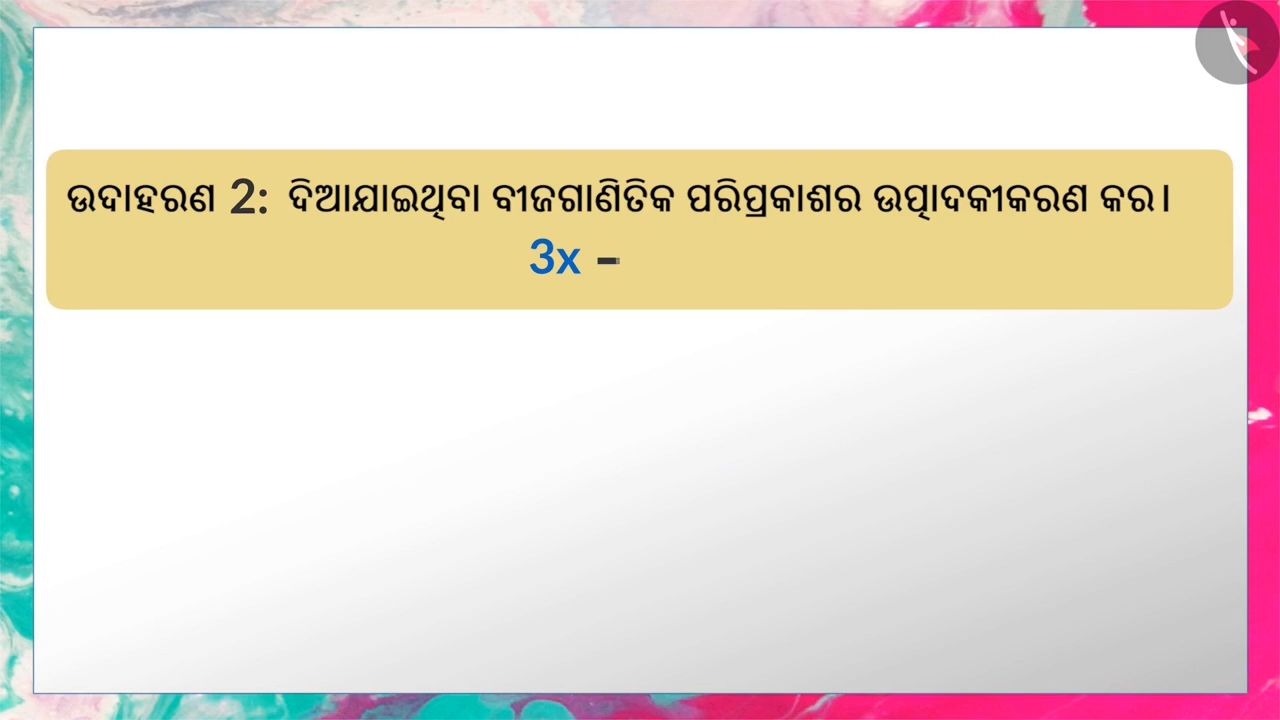 ଉଦାହରଣ 2: ଦିଆଯାଇଥିବା ବୀଜଗାଣିତିକ ପରିପ୍ରକାଶର ଉତ୍ପାଦକୀକରଣ କର।
3x -